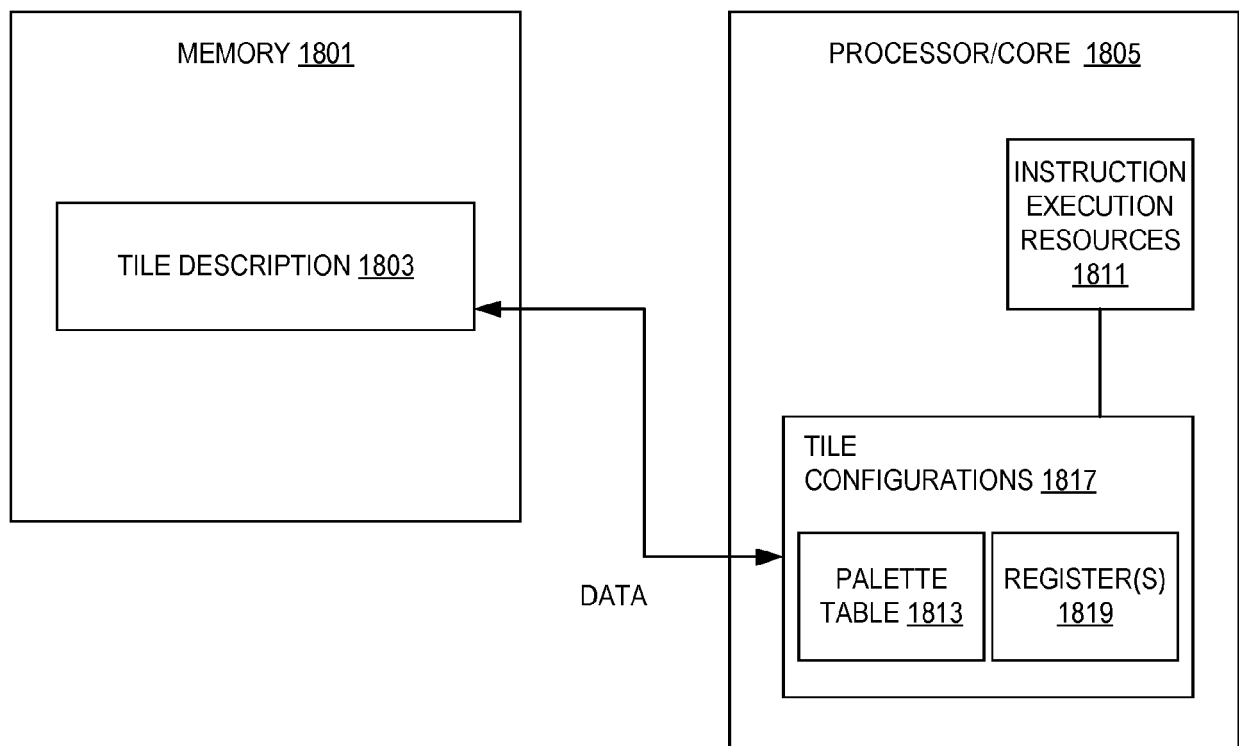 MEMORY 1801
TILE DESCRIPTION 1803
DATA
PROCESSOR/CORE 1805
INSTRUCTION
EXECUTION
RESOURCES
1811
TILE
CONFIGURATIONS 1817
PALETTE
TABLE 1813
REGISTER(S)
1819